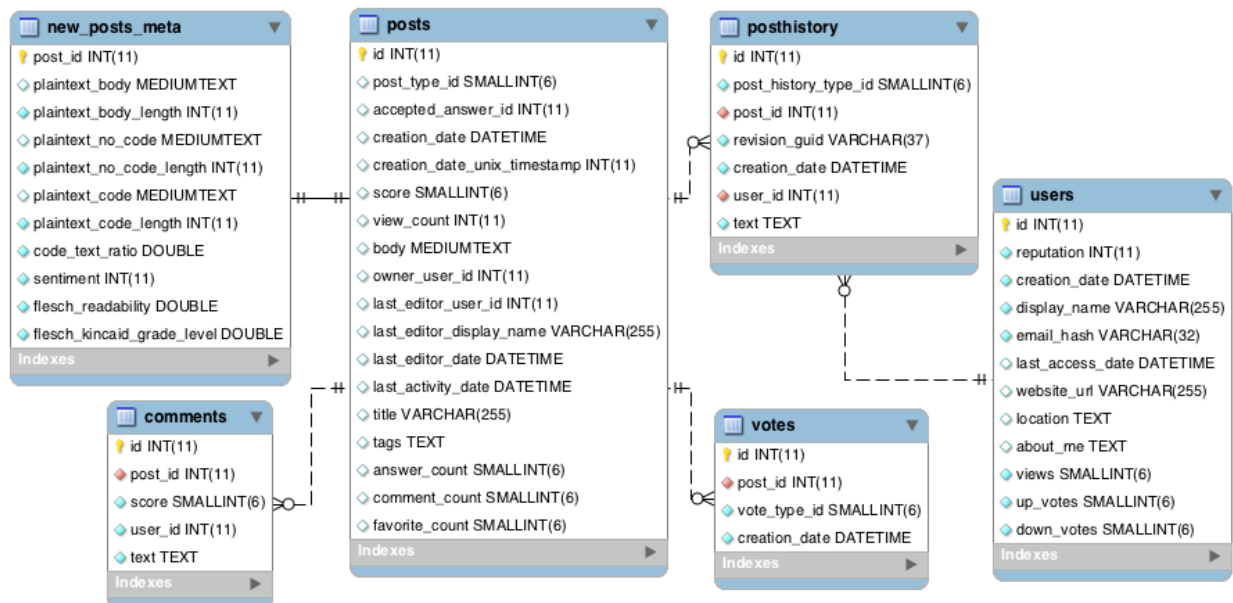 new_posts_meta
post_id INT(11)
plaintext_body MEDIUMTEXT
plaintext_body_length INT(11)
plaintext_no_code MEDIUMTEXT
plaintext_no_code_length INT(11)
plaintext_code MEDIUMTEXT
plaintext_code_length INT(11)
code_text_ratio DOUBLE
sentiment INT(11)
flesch_readability DOUBLE
flesch_kincaid_grade_level DOUBLE
Indexes
comments
id INT(11)
post_id INT(11)
score SMALLINT(6)
user_id INT(11)
text TEXT
Indexes
posts
id INT(11)
post_type_id SMALLINT(6)
accepted_answer_id INT(11)
creation_date DATETIME
creation_date_unix_timestamp INT(11)
score SMALLINT(6)
view_count INT(11)
body MEDIUMTEXT
owner_user_id INT(11)
last_editor_user_id INT(11)
last_editor_display_name VARCHAR(255)
last_editor_date DATETIME
last_activity_date DATETIME
title VARCHAR(255)
tags TEXT
answer_count SMALLINT(6)
comment_count SMALLINT(6)
favorite_count SMALLINT(6)
Indexes
posthistory
id INT(11)
post_history_type_id SMALLINT(6)
post_id INT(11)
revision_guid VARCHAR(37)
creation_date DATETIME
user_id INT(11)
text TEXT
Indexes
votes
id INT(11)
post_id INT(11)
vote_type_id SMALLINT(6)
creation_date DATETIME
Indexes
users
id INT(11)
reputation INT(11)
creation_date DATETIME
display_name VARCHAR(255)
email_hash VARCHAR(32)
last_access_date DATETIME
website_url VARCHAR(255)
location TEXT
about_me TEXT
views SMALLINT(6)
up_votes SMALLINT(6)
down_votes SMALLINT(6)
Indexes